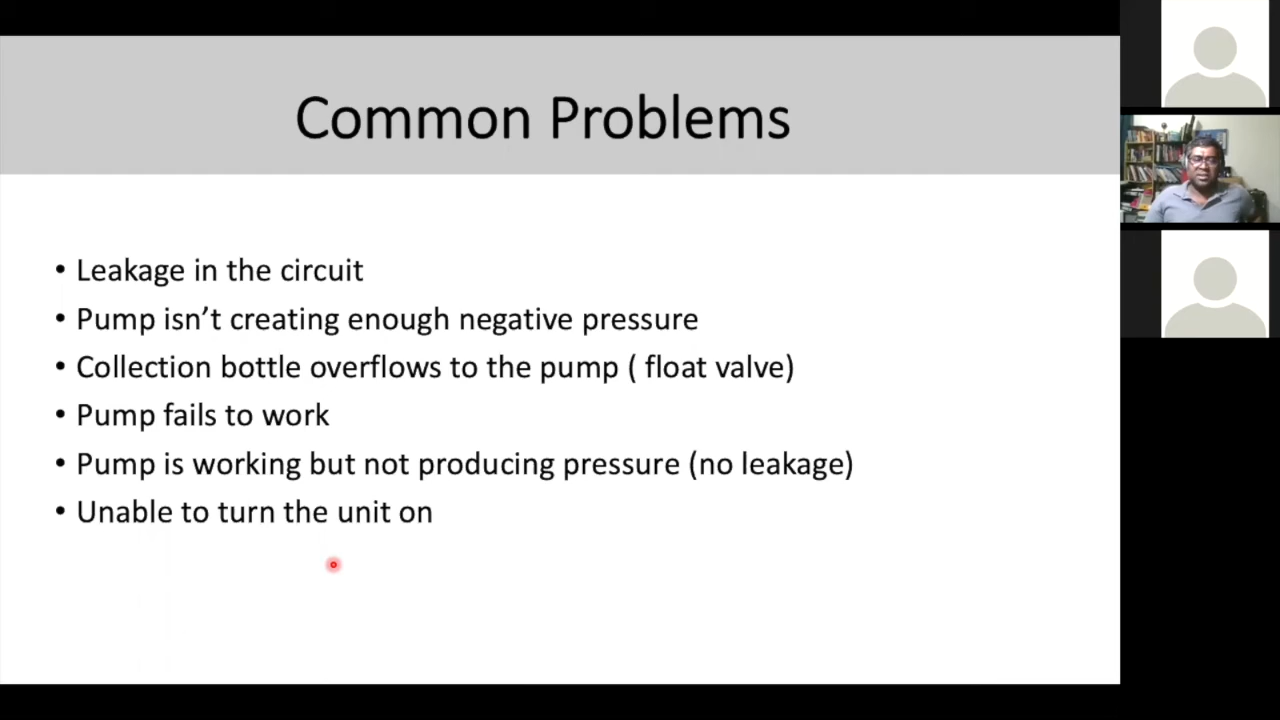 Common Problems
• Leakage in the circuit
• Pump isn’t creating enough negative pressure
• Collection bottle overflows to the pump ( float valve)
• Pump fails to work
• Pump is working but not producing pressure (no leakage)
• Unable to turn the unit on